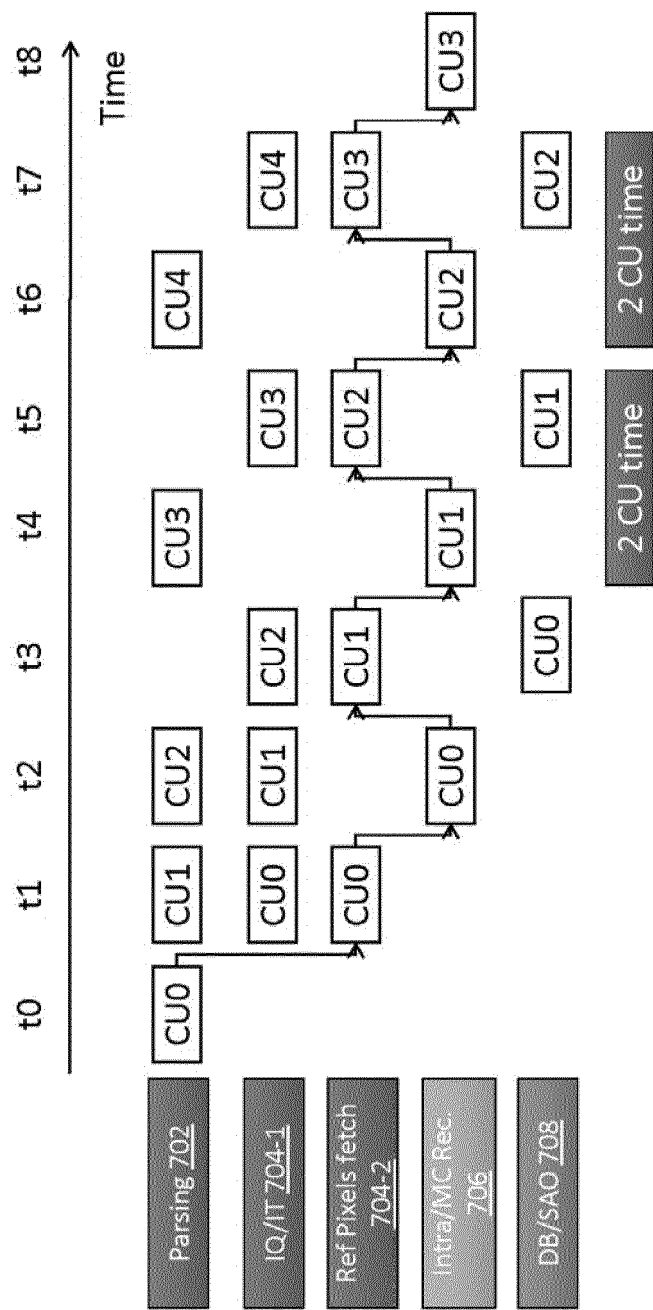 t0 t1 t2 t3 t4 t5 t6 t7 t8
Time
Parsing 702 CU0 CU1 CU2 CU3 CU4
IQ/IT 704-1 CU0 CU1 CU2 CU3 CU4
Ref Pixels fetch
704-2 CU0 CU1 CU2 CU3
Intra/MC Rec.
706 CU0 CU1 CU2 CU3
DB/SAO 708 CU0 CU1 CU2
2 CU time 2 CU time